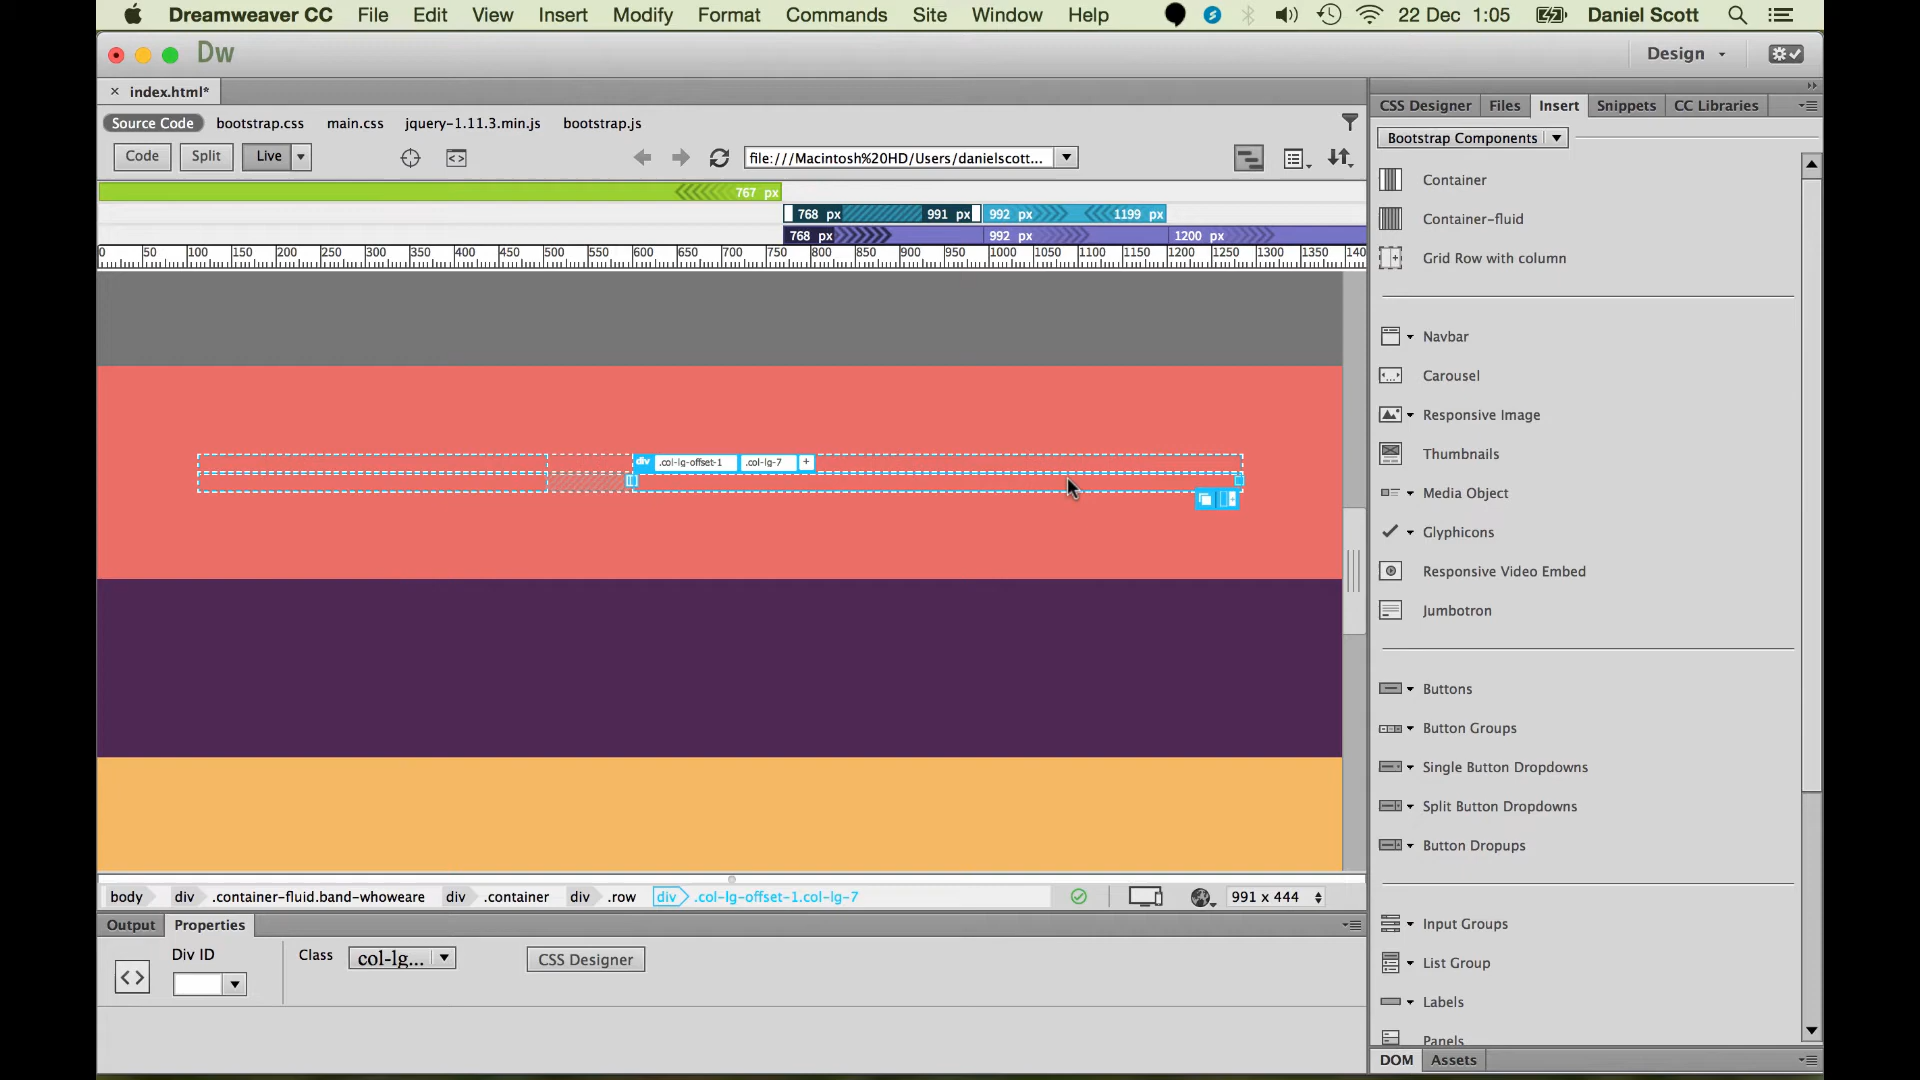 Dreamweaver CC File Edit View Insert Modify Format Commands Site Window Help 22 Dec 1:05 Daniel Scott
Dw Design
× index.html*
Source Code bootstrap.css main.css jquery-1.11.3.min.js bootstrap.js
Code Split Live file:///Macintosh%20HD/Users/danielscott...
767 px
768 px 991 px 992 px 1199 px
768 px 992 px 1200 px
0 50 100 150 200 250 300 350 400 450 500 550 600 650 700 750 800 850 900 950 1000 1050 1100 1150 1200 1250 1300 1350 1400
div .col-lg-offset-1 .col-lg-7 +
body div .container-fluid.band-whoweare div .container div .row div .col-lg-offset-1.col-lg-7 991 x 444
Output Properties
Div ID Class col-lg... CSS Designer
CSS Designer Files Insert Snippets CC Libraries
Bootstrap Components
Container
Container-fluid
Grid Row with column
Navbar
Carousel
Responsive Image
Thumbnails
Media Object
Glyphicons
Responsive Video Embed
Jumbotron
Buttons
Button Groups
Single Button Dropdowns
Split Button Dropdowns
Button Dropups
Input Groups
List Group
Labels
Panels
DOM Assets